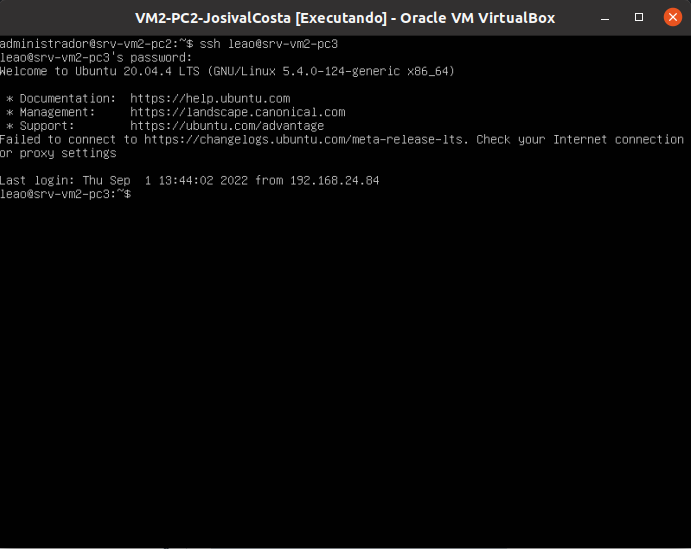 VM2-PC2-JosivalCosta [Executando] - Oracle VM VirtualBox
administrador@srv-vm2-pc2:~$ ssh leao@srv-vm2-pc3
leao@srv-vm2-pc3's password:
Welcome to Ubuntu 20.04.4 LTS (GNU/Linux 5.4.0-124-generic x86_64)
* Documentation:  https://help.ubuntu.com
* Management:     https://landscape.canonical.com
* Support:        https://ubuntu.com/advantage
Failed to connect to https://changelogs.ubuntu.com/meta-release-lts. Check your Internet connection
or proxy settings
Last login: Thu Sep  1 13:44:02 2022 from 192.168.24.84
leao@srv-vm2-pc3:~$